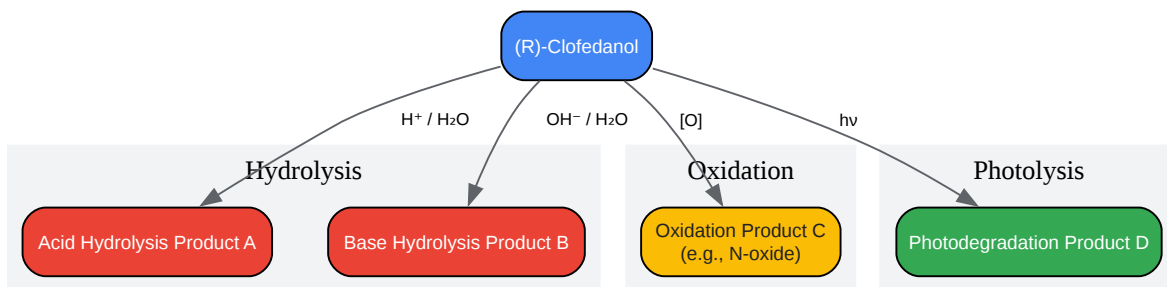 (R)-Clofedanol
H⁺ / H₂O
OH⁻ / H₂O
[O]
hν
Hydrolysis
Oxidation
Photolysis
Acid Hydrolysis Product A
Base Hydrolysis Product B
Oxidation Product C
(e.g., N-oxide)
Photodegradation Product D